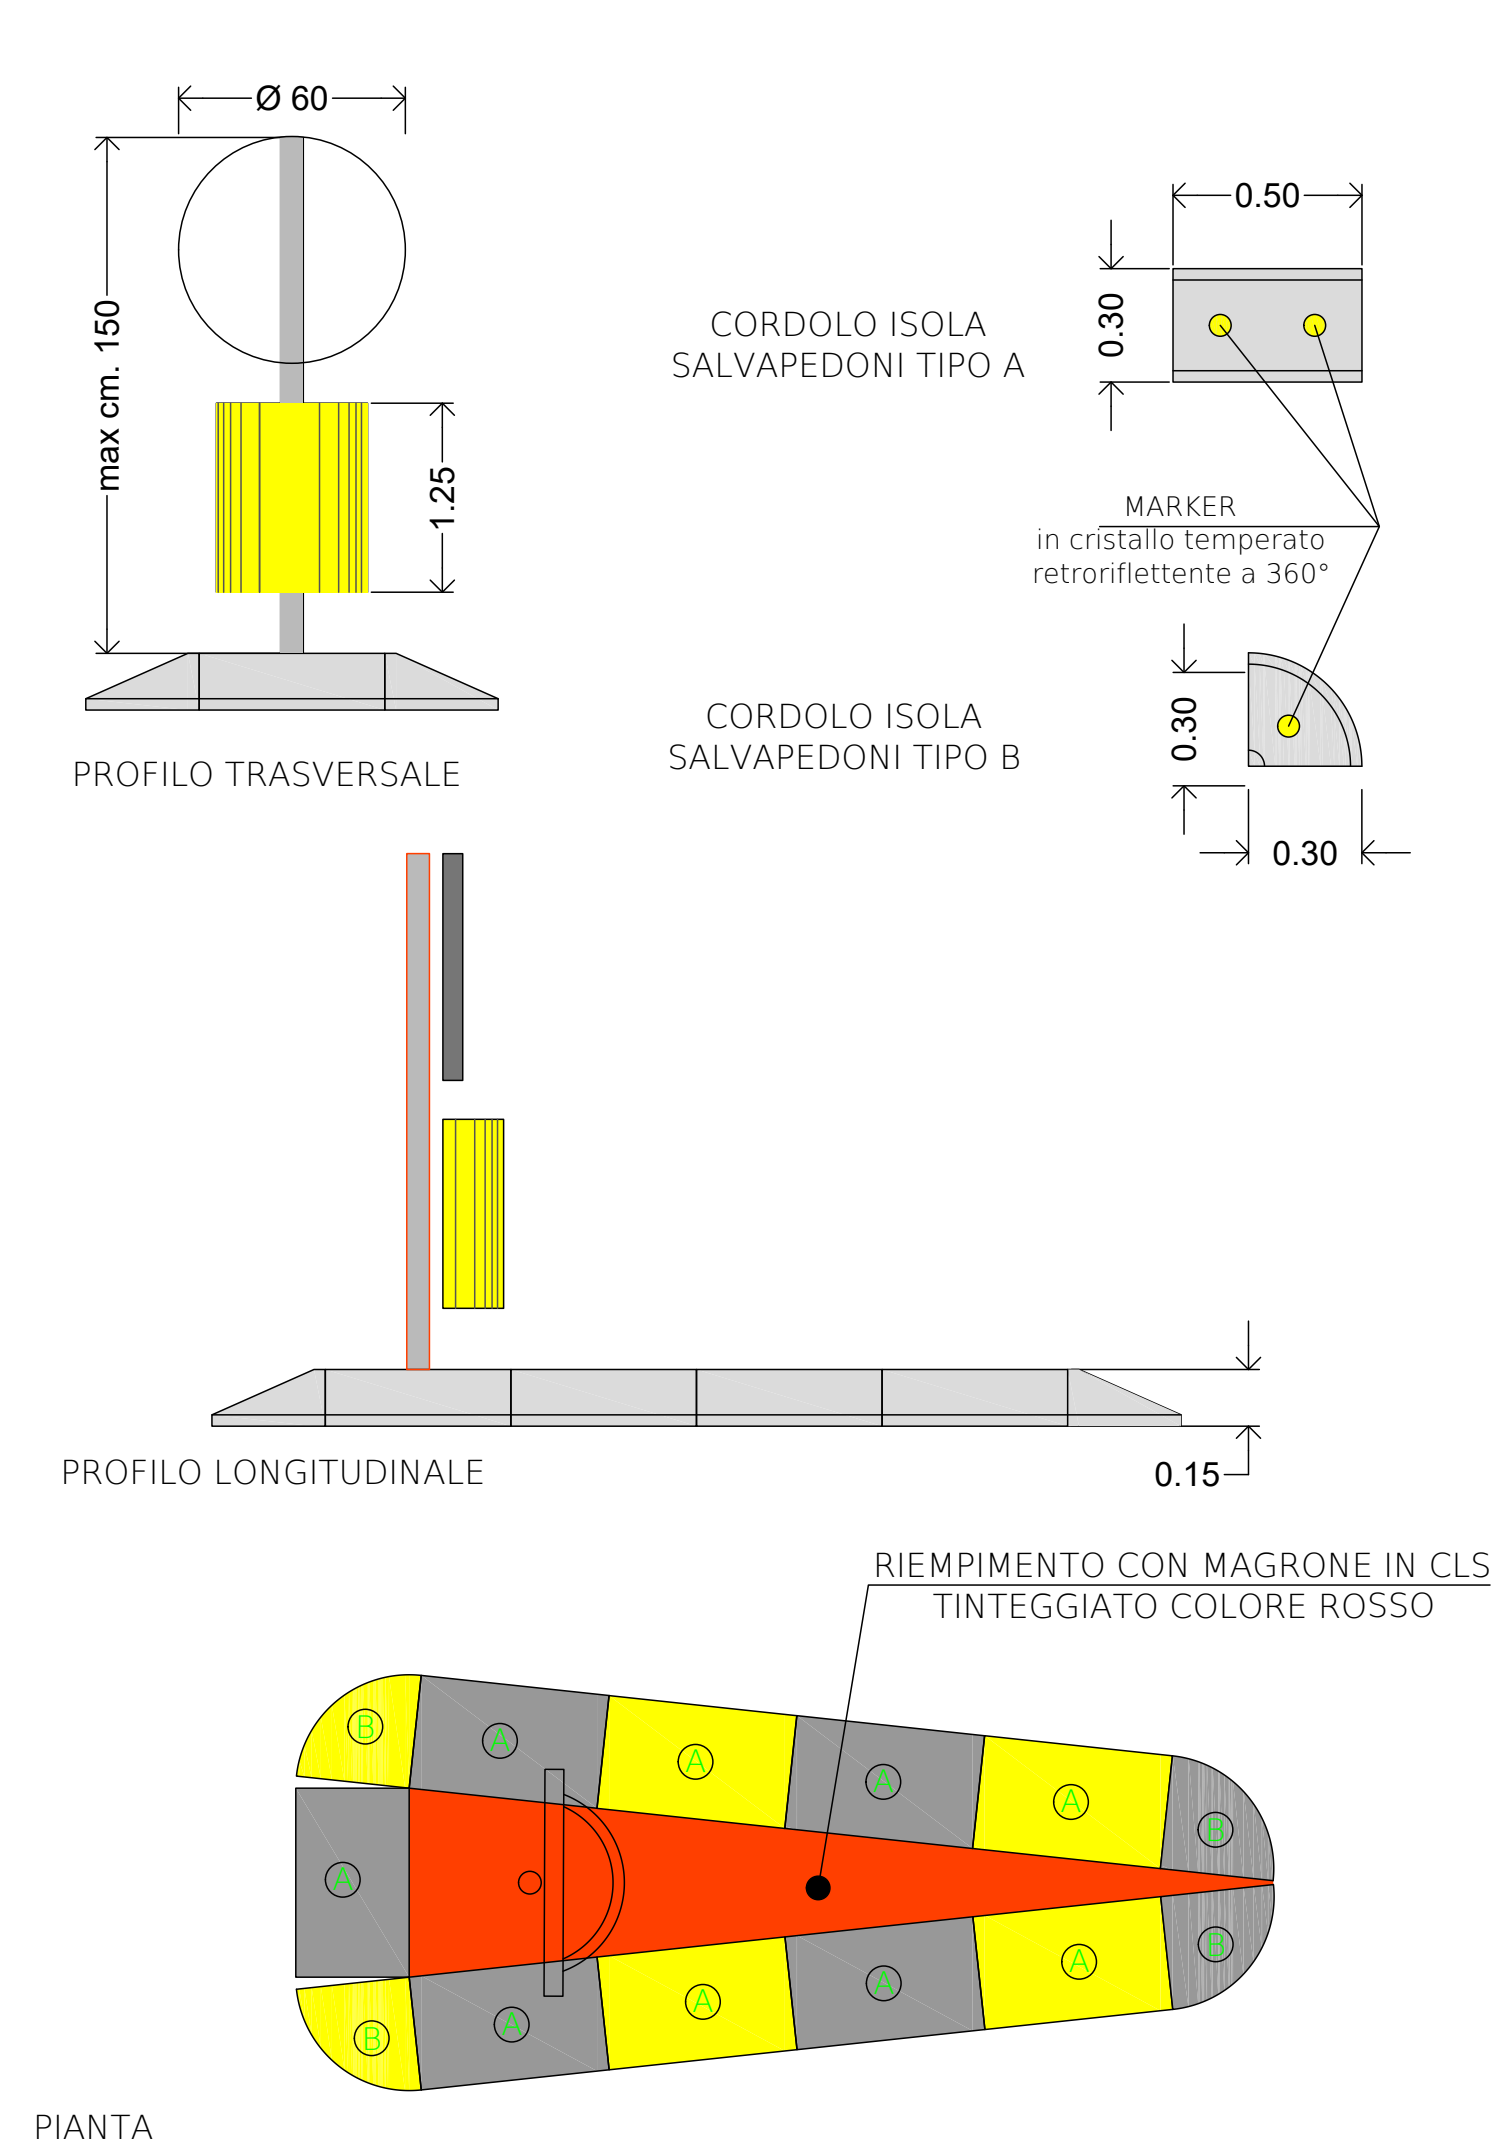 Ø 60
max cm. 150
1.25
PROFILO TRASVERSALE
0.50
0.30
CORDOLO ISOLA
SALVAPEDONI TIPO A
MARKER
in cristallo temperato
retroriflettente a 360°
CORDOLO ISOLA
SALVAPEDONI TIPO B
0.30
0.30
PROFILO LONGITUDINALE
0.15
RIEMPIMENTO CON MAGRONE IN CLS
TINTEGGIATO COLORE ROSSO
B
A
A
A
A
B
A
B
A
A
A
A
B
PIANTA